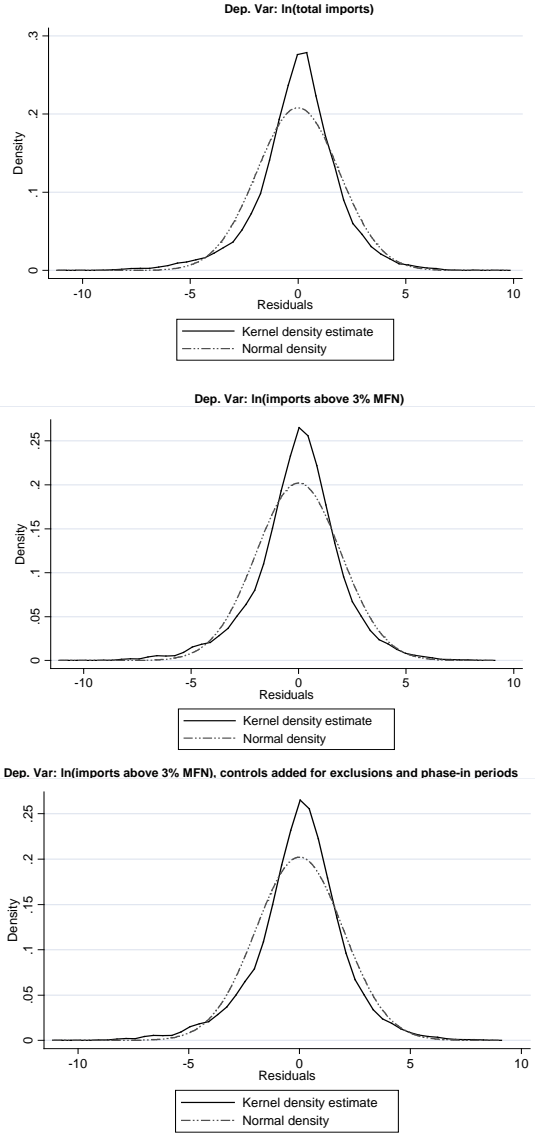 Dep. Var: ln(total imports)
.3
.2
.1
0
Density
-10 -5 0 5 10
Residuals
Kernel density estimate
Normal density
Dep. Var: ln(imports above 3% MFN)
.25
.2
.15
.1
.05
0
Density
-10 -5 0 5 10
Residuals
Kernel density estimate
Normal density
Dep. Var: ln(imports above 3% MFN), controls added for exclusions and phase-in periods
.25
.2
.15
.1
.05
0
Density
-10 -5 0 5 10
Residuals
Kernel density estimate
Normal density